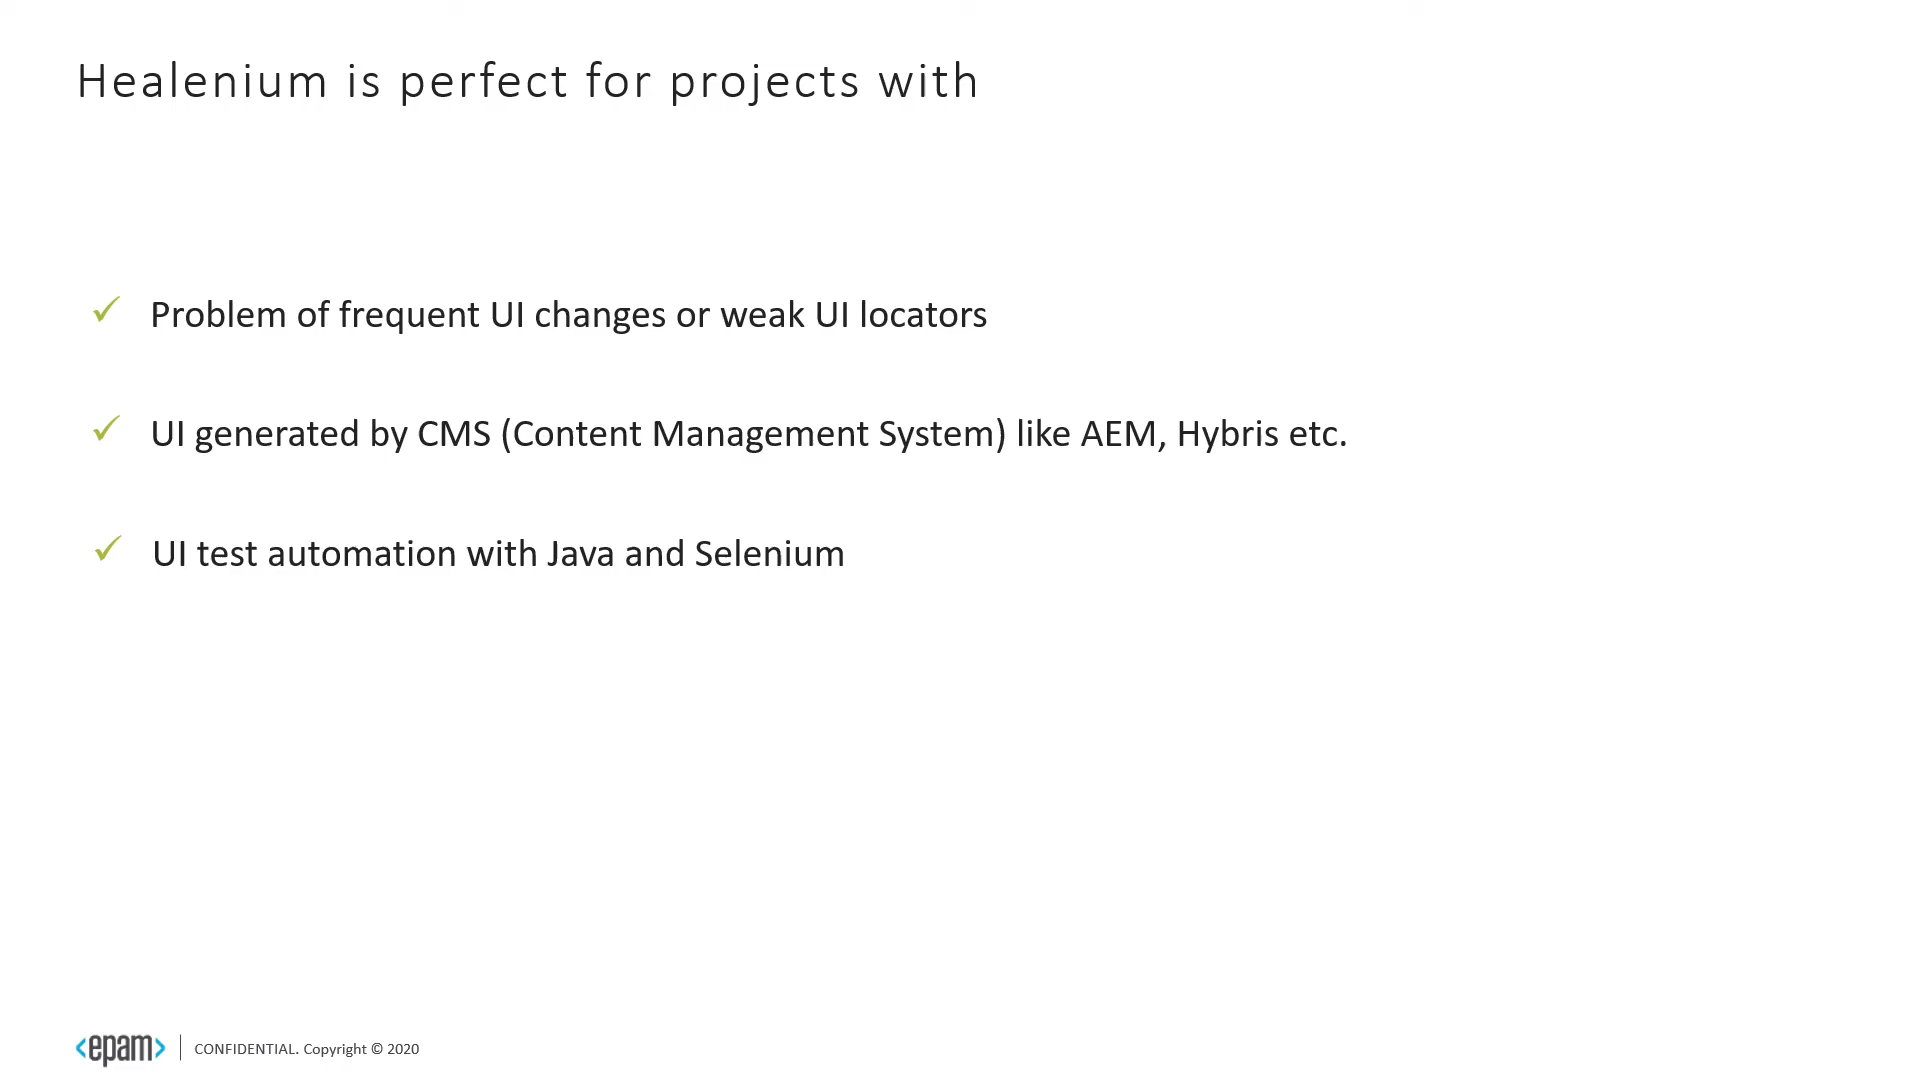 Healenium is perfect for projects with
✓ Problem of frequent UI changes or weak UI locators
✓ UI generated by CMS (Content Management System) like AEM, Hybris etc.
✓ UI test automation with Java and Selenium
<epam> | CONFIDENTIAL. Copyright © 2020